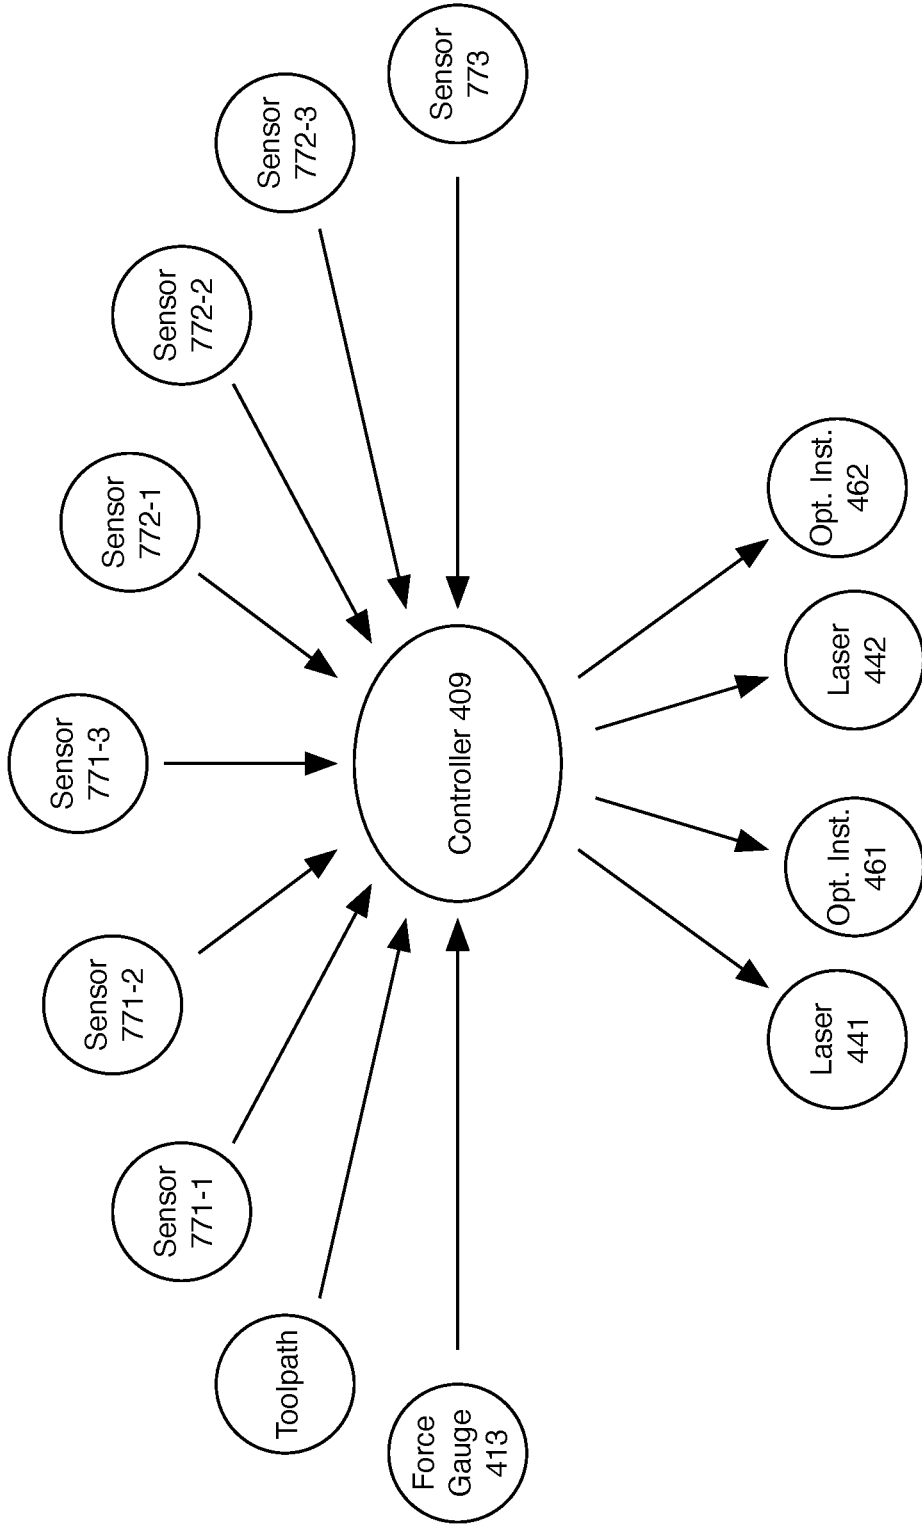 Force
Gauge
413
Toolpath
Sensor
771-1
Sensor
771-2
Sensor
771-3
Sensor
772-1
Sensor
772-2
Sensor
772-3
Sensor
773
Controller 409
Laser
441
Opt. Inst.
461
Laser
442
Opt. Inst.
462